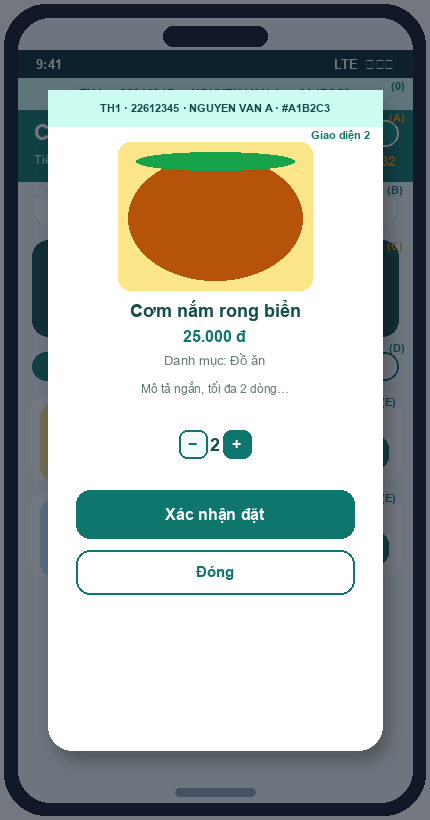 9:41
LTE
(0)
TH1 · 22612345 · NGUYEN VAN A · #A1B2C3
(A)
Giao diện 2
32
(B)
(C)
Cơm nắm rong biển
25.000 đ
(D)
Danh mục: Đồ ăn
Mô tả ngắn, tối đa 2 dòng...
(E)
− 2 +
(E)
Xác nhận đặt
Đóng